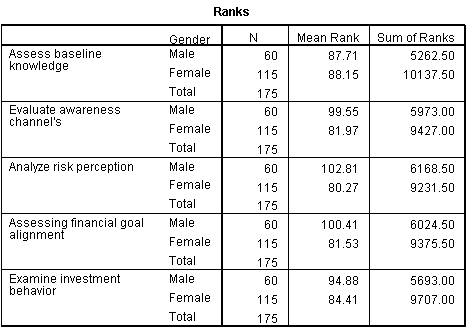 Ranks
Gender N Mean Rank Sum of Ranks
Assess baseline knowledge Male 60 87.71 5262.50
Female 115 88.15 10137.50
Total 175
Evaluate awareness channel's Male 60 99.55 5973.00
Female 115 81.97 9427.00
Total 175
Analyze risk perception Male 60 102.81 6168.50
Female 115 80.27 9231.50
Total 175
Assessing financial goal alignment Male 60 100.41 6024.50
Female 115 81.53 9375.50
Total 175
Examine investment behavior Male 60 94.88 5693.00
Female 115 84.41 9707.00
Total 175